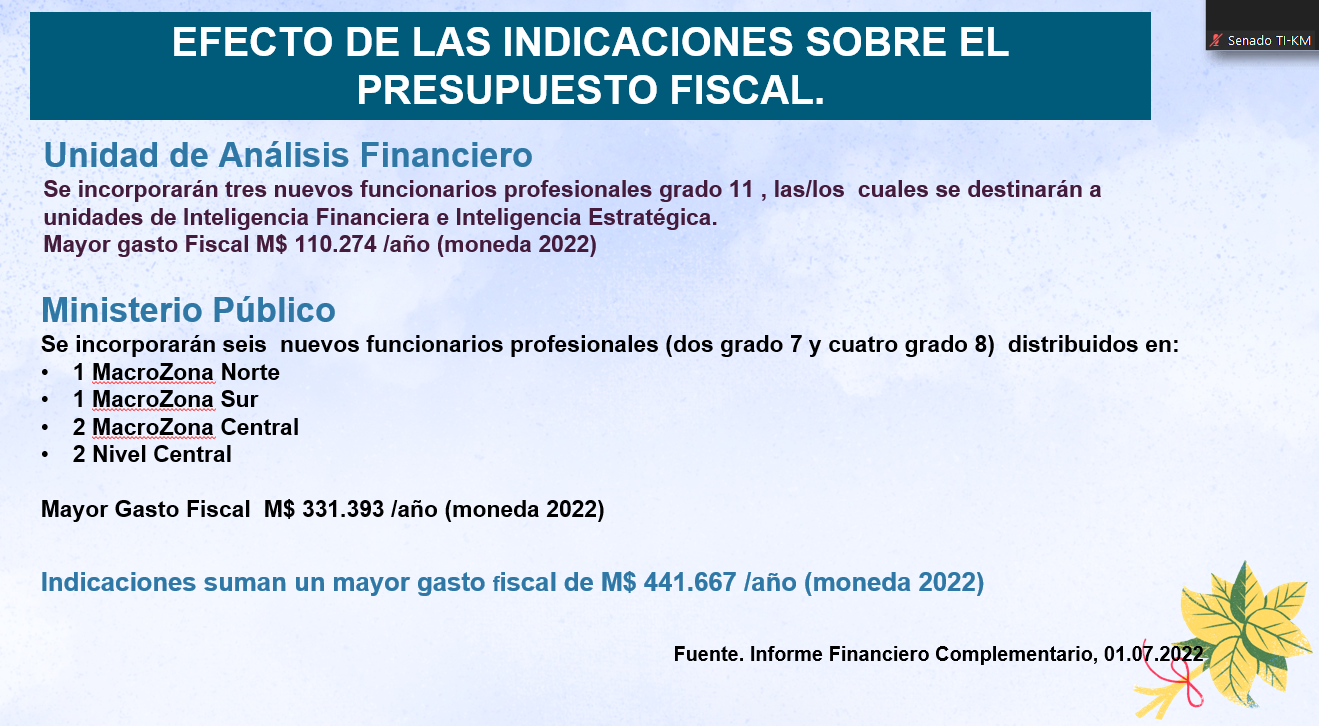 EFECTO DE LAS INDICACIONES SOBRE EL
PRESUPUESTO FISCAL.
Senado TI-KM
Unidad de Análisis Financiero
Se incorporarán tres nuevos funcionarios profesionales grado 11 , las/los cuales se destinarán a
unidades de Inteligencia Financiera e Inteligencia Estratégica.
Mayor gasto Fiscal M$ 110.274 /año (moneda 2022)
Ministerio Público
Se incorporarán seis nuevos funcionarios profesionales (dos grado 7 y cuatro grado 8) distribuidos en:
• 1 MacroZona Norte
• 1 MacroZona Sur
• 2 MacroZona Central
• 2 Nivel Central
Mayor Gasto Fiscal M$ 331.393 /año (moneda 2022)
Indicaciones suman un mayor gasto fiscal de M$ 441.667 /año (moneda 2022)
Fuente. Informe Financiero Complementario, 01.07.2022